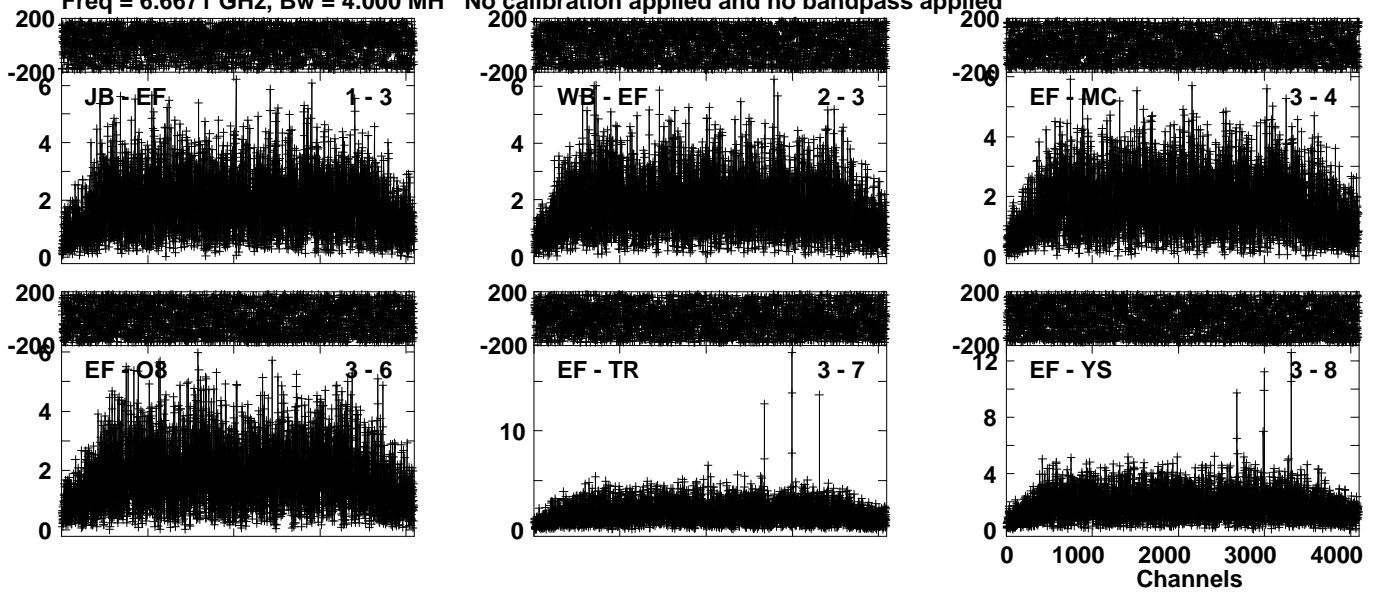 Freq = 6.6671 GHz, Bw = 4.000 MH No calibration applied and no bandpass applied
200 200 200
-200 -200 -200
6 6 6
JB - EF 1 - 3 WB - EF 2 - 3 EF - MC 3 - 4
4 4 4
2 2 2
0 0 0
200 200 200
-200 -200 -200
6 12
EF - O8 3 - 6 EF - TR 3 - 7 EF - YS 3 - 8
4 10 8
2 4
0 0 0
0 1000 2000 3000 4000
Channels